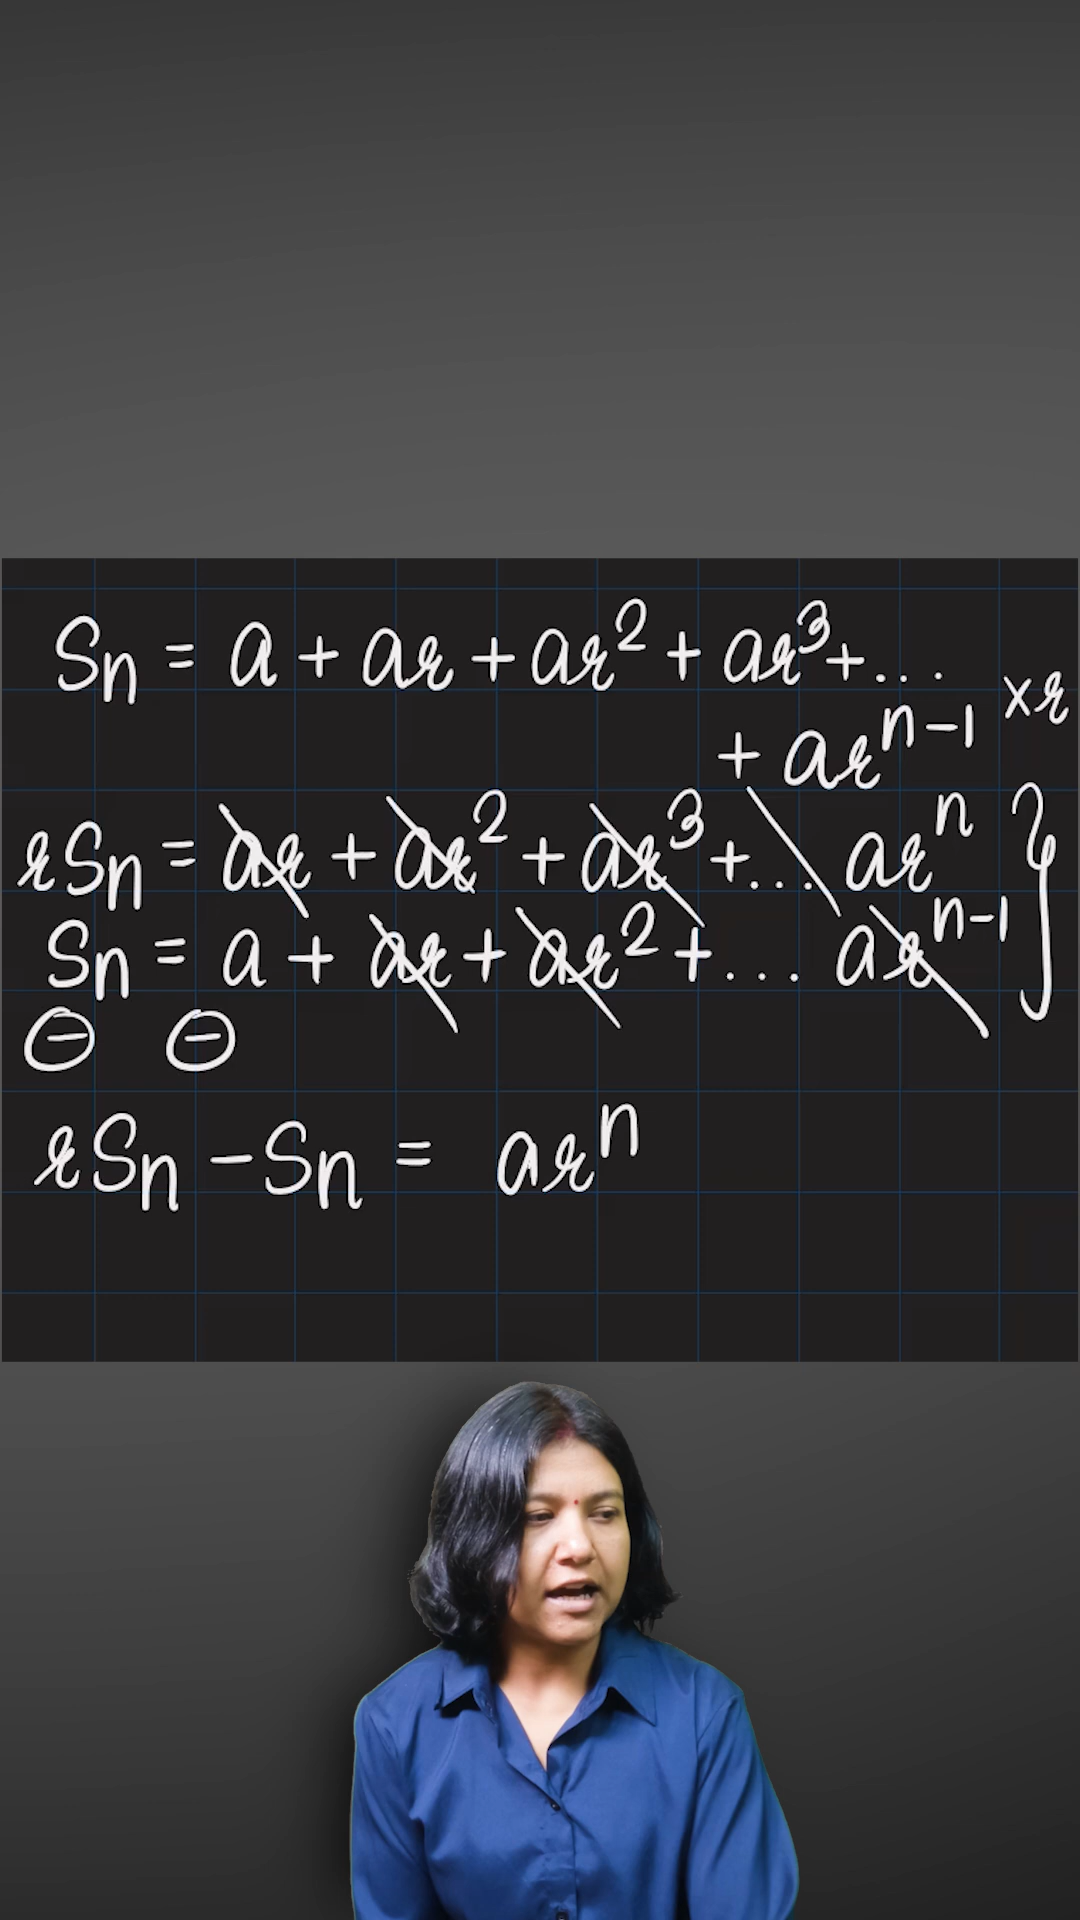 Sn = a + ar + ar² + ar³ + ...
+ arⁿ⁻¹ ×r
rSn = ar + ar² + ar³ + ... arⁿ }
Sn = a + ar + ar² + ... arⁿ⁻¹
⊖ ⊖
rSn - Sn = arⁿ